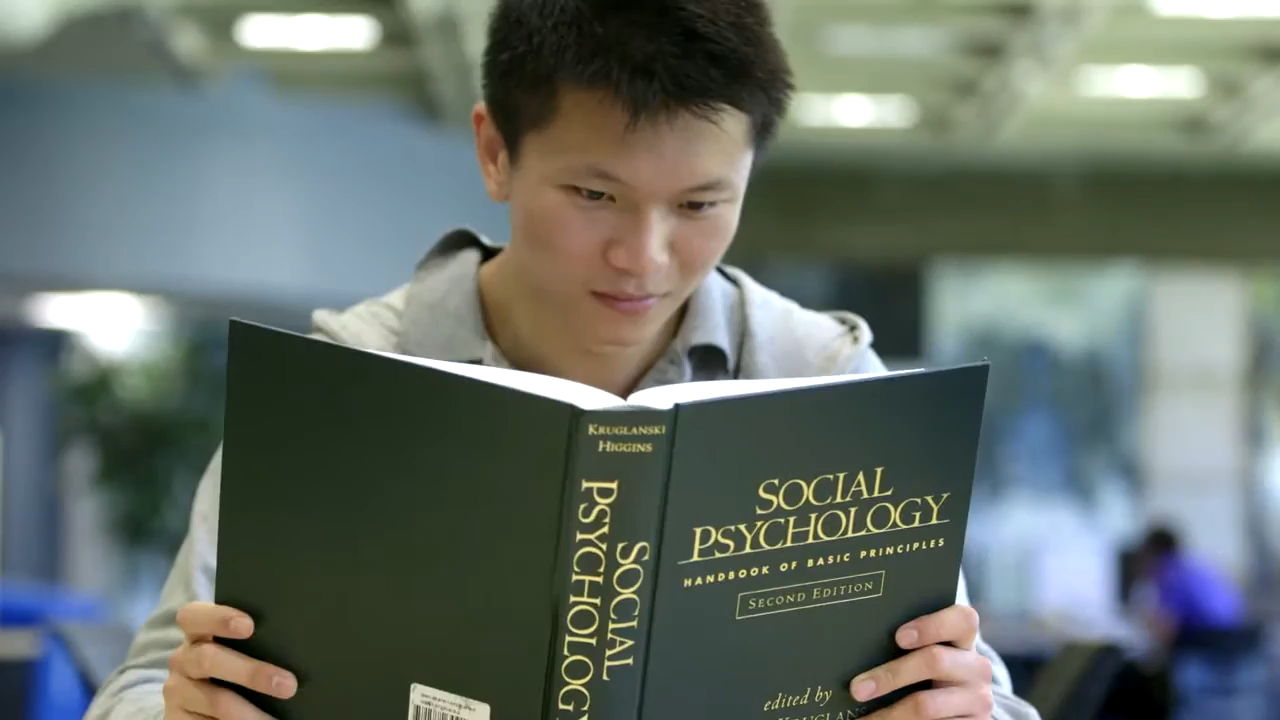 KRUGLANSKI
HIGGINS
SOCIAL
PSYCHOLOGY
SOCIAL
PSYCHOLOGY
HANDBOOK OF BASIC PRINCIPLES
SECOND EDITION
edited by